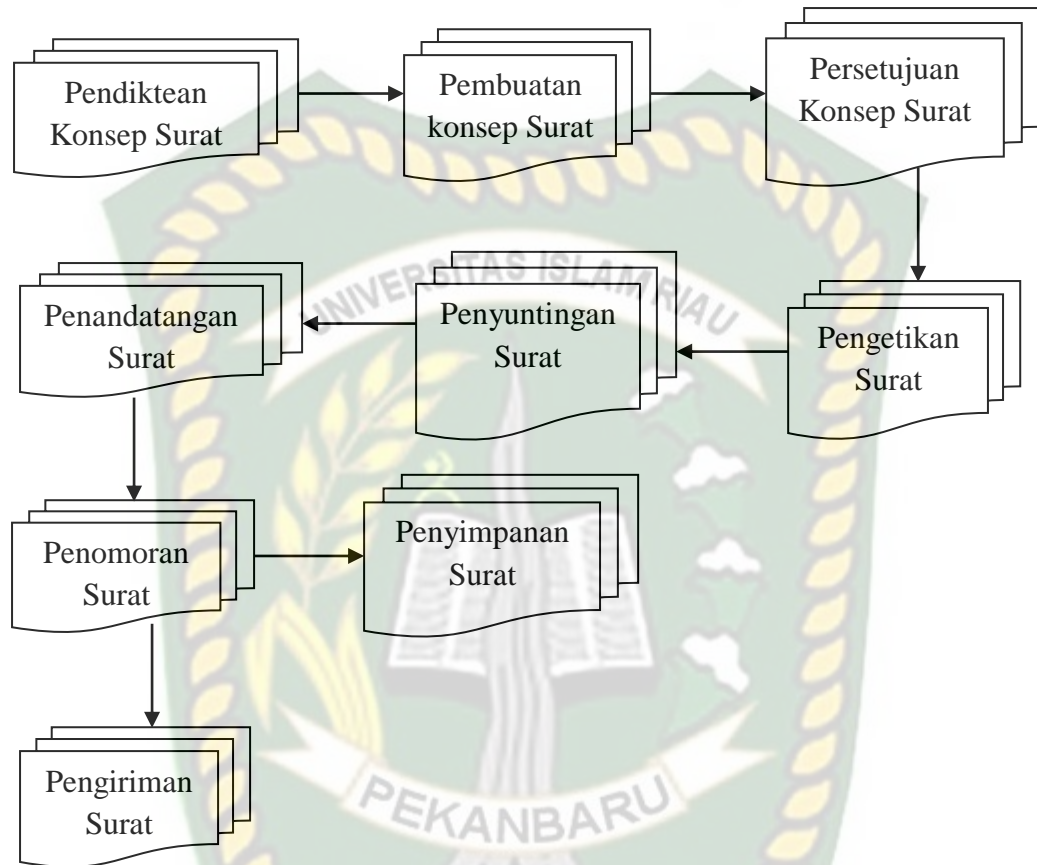 Pendiktean
Konsep Surat
Pembuatan
konsep Surat
Persetujuan
Konsep Surat
Pengetikan
Surat
Penyuntingan
Surat
Penandatangan
Surat
Penomoran
Surat
Penyimpanan
Surat
Pengiriman
Surat
UNIVERSITAS ISLAM RIAU
PEKANBARU